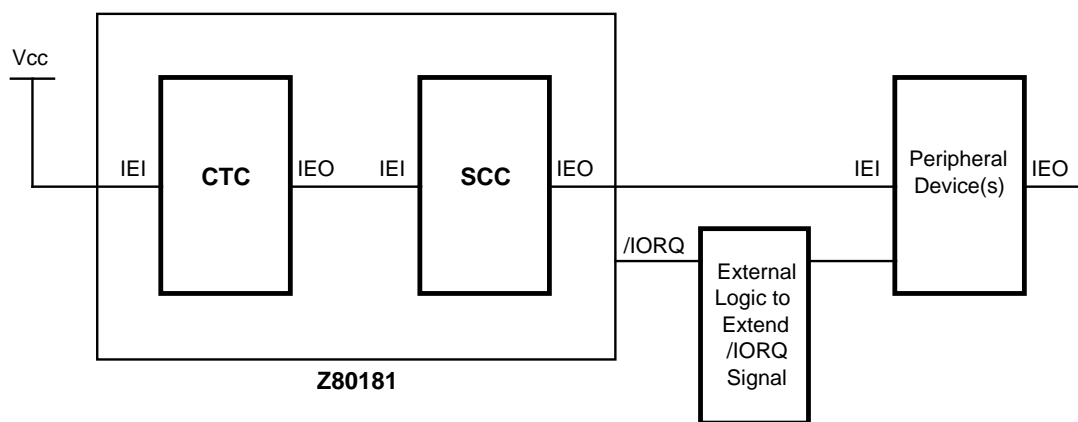 Vcc
IEI
CTC
IEO
IEI
SCC
IEO
IEI
Peripheral
Device(s)
IEO
/IORQ
External
Logic to
Extend
/IORQ
Signal
Z80181